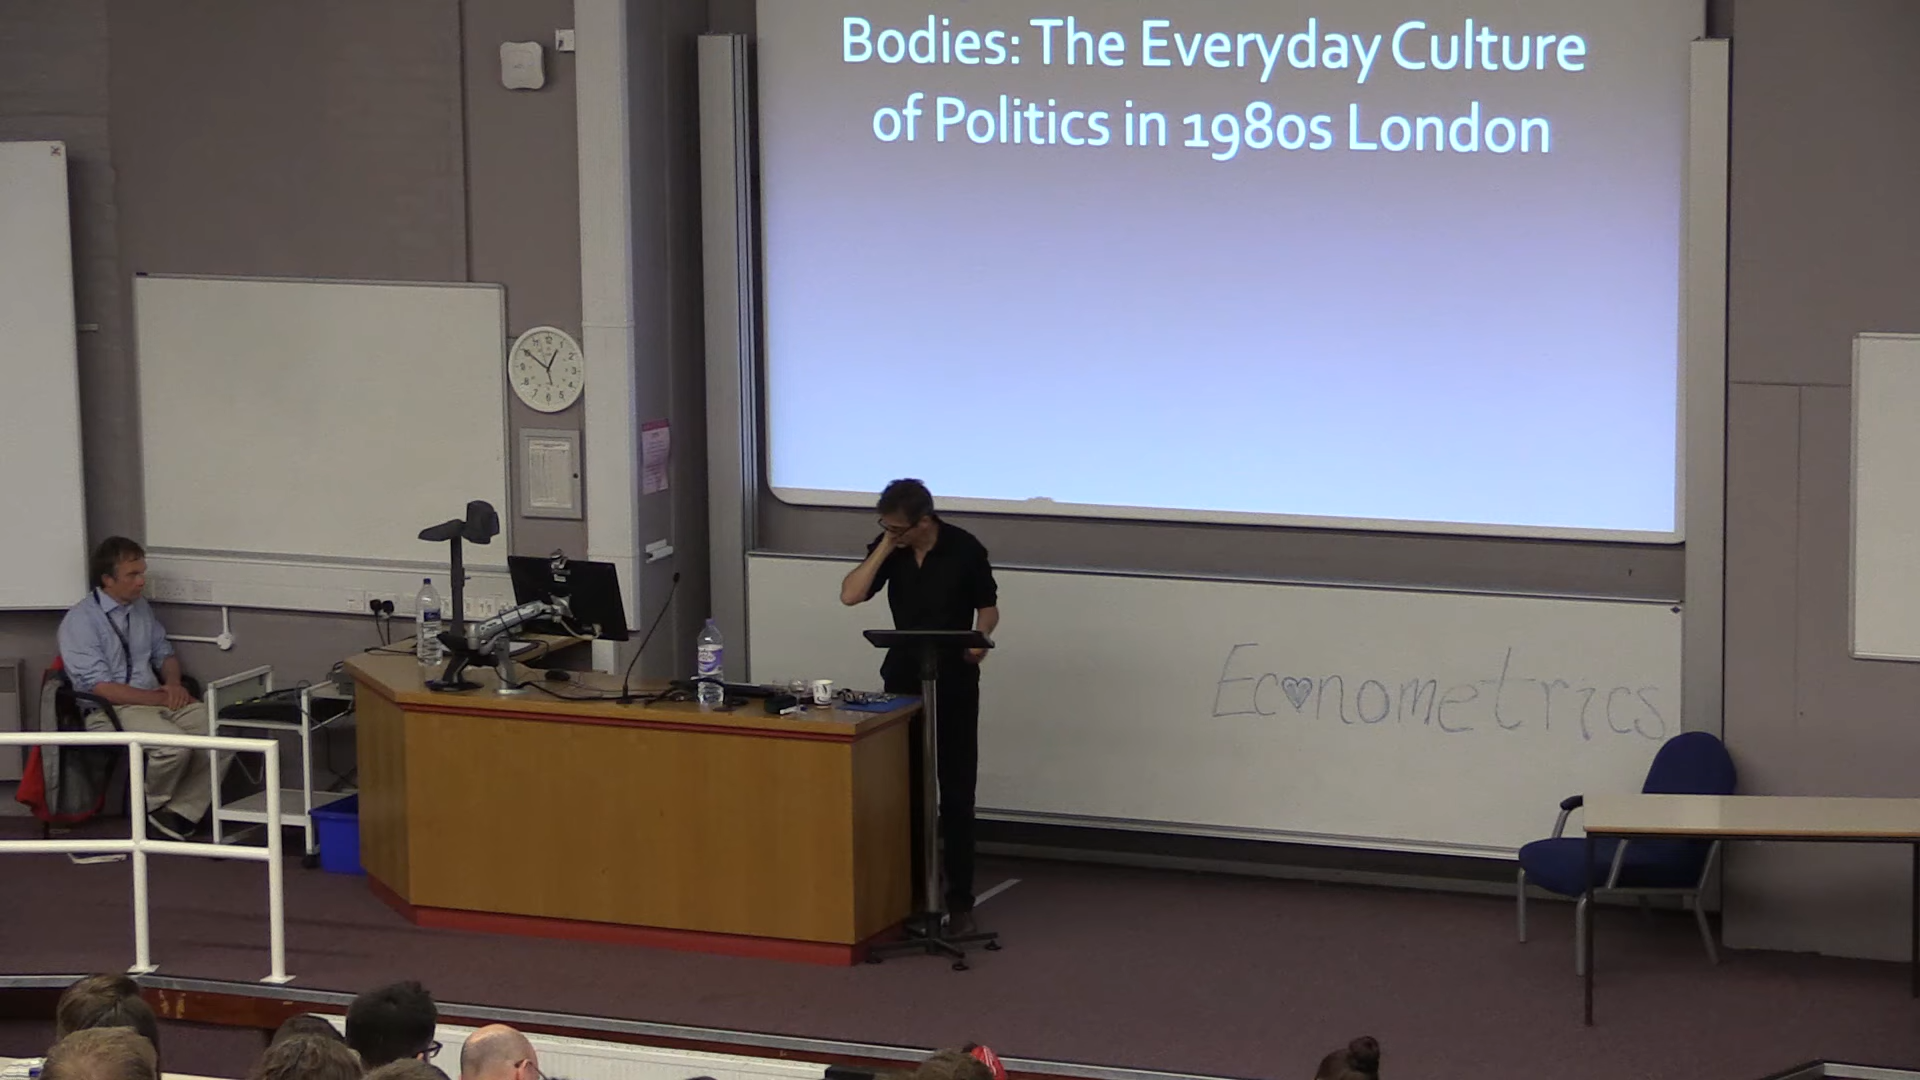 Bodies: The Everyday Culture
of Politics in 1980s London
Ec♥nometrics